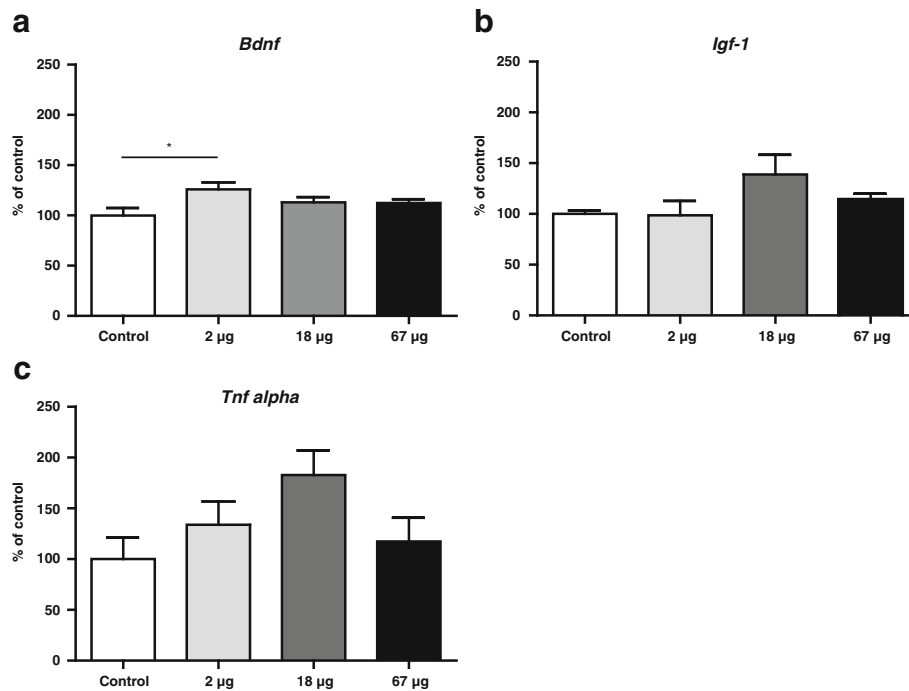 a
Bdnf
% of control
250
200
150
100
50
0
*
Control 2 µg 18 µg 67 µg
b
Igf-1
% of control
250
200
150
100
50
0
Control 2 µg 18 µg 67 µg
c
Tnf alpha
% of control
250
200
150
100
50
0
Control 2 µg 18 µg 67 µg